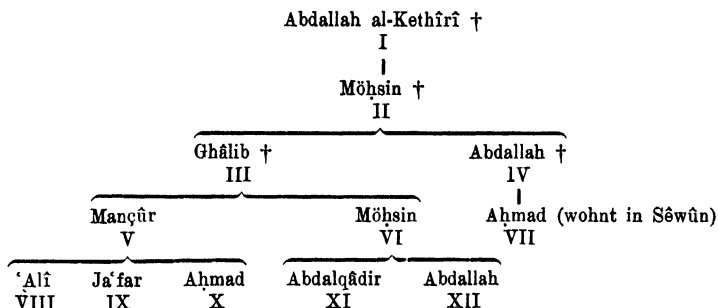 Abdallah al-Kethîrî †
I
Möḥsin †
II
Ghâlib † Abdallah †
III IV
Mançûr Möḥsin Aḥmad (wohnt in Sêwûn)
V VI VII
ʿAlî Jaʿfar Aḥmad Abdalqâdir Abdallah
VIII IX X XI XII